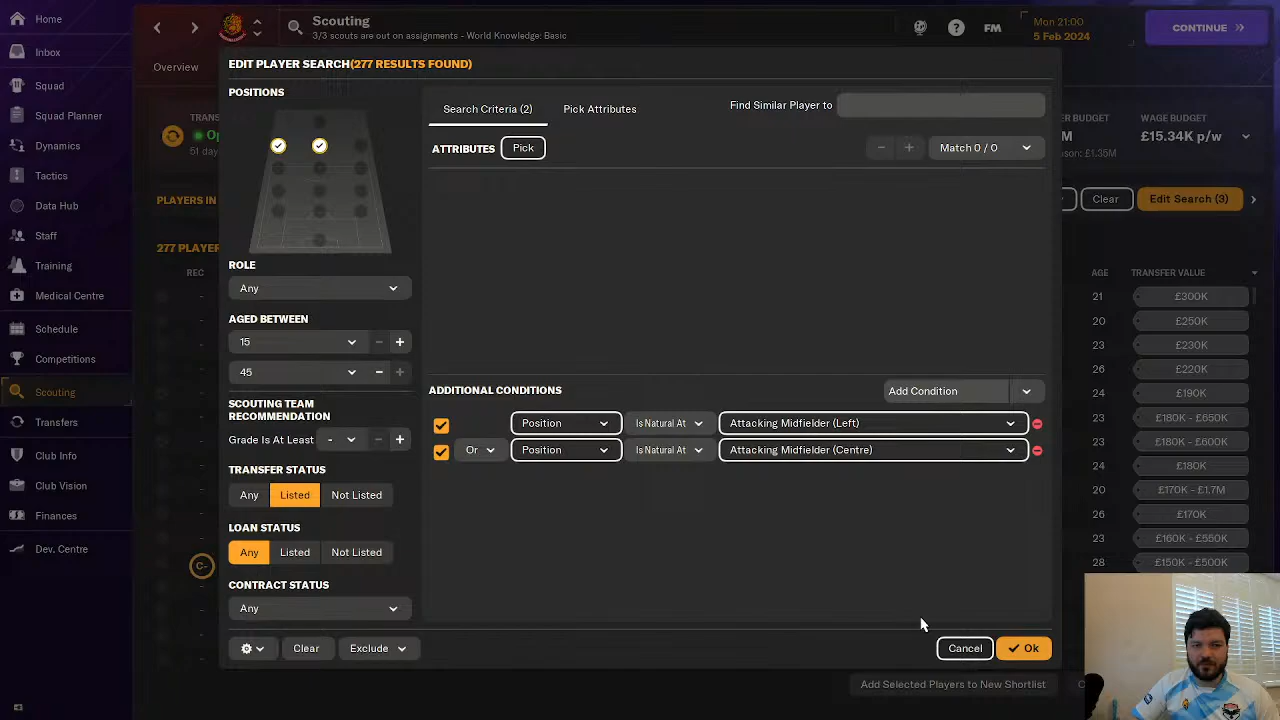 Home
Inbox
Squad
Squad Planner
Dynamics
Tactics
Data Hub
Staff
Training
Medical Centre
Schedule
Competitions
Scouting
Transfers
Club Info
Club Vision
Finances
Dev. Centre
Scouting
3/3 scouts are out on assignments - World Knowledge: Basic
FM
Mon 21:00
5 Feb 2024
CONTINUE
Overview
51 day
PLAYERS IN
277 PLAYER
REC
BUDGET
WAGE BUDGET
£15.34K p/w
Clear
Edit Search (3)
EDIT PLAYER SEARCH(277 RESULTS FOUND)
POSITIONS
ROLE
Any
AGED BETWEEN
15
45
SCOUTING TEAM
RECOMMENDATION
Grade Is At Least -
TRANSFER STATUS
Any Listed Not Listed
LOAN STATUS
Any Listed Not Listed
CONTRACT STATUS
Any
Clear
Exclude
Search Criteria (2)
Pick Attributes
Find Similar Player to
ATTRIBUTES
Pick
Match 0 / 0
ADDITIONAL CONDITIONS
Add Condition
Position Is Natural At Attacking Midfielder (Left)
Or Position Is Natural At Attacking Midfielder (Centre)
Cancel
Ok
AGE TRANSFER VALUE
21 £300K
20 £250K
23 £230K
26 £220K
24 £190K
23 £180K - £650K
23 £180K - £600K
24 £180K
20 £170K - £1.7M
26 £170K
23 £160K - £550K
28 £150K - £500K
C-
Add Selected Players to New Shortlist